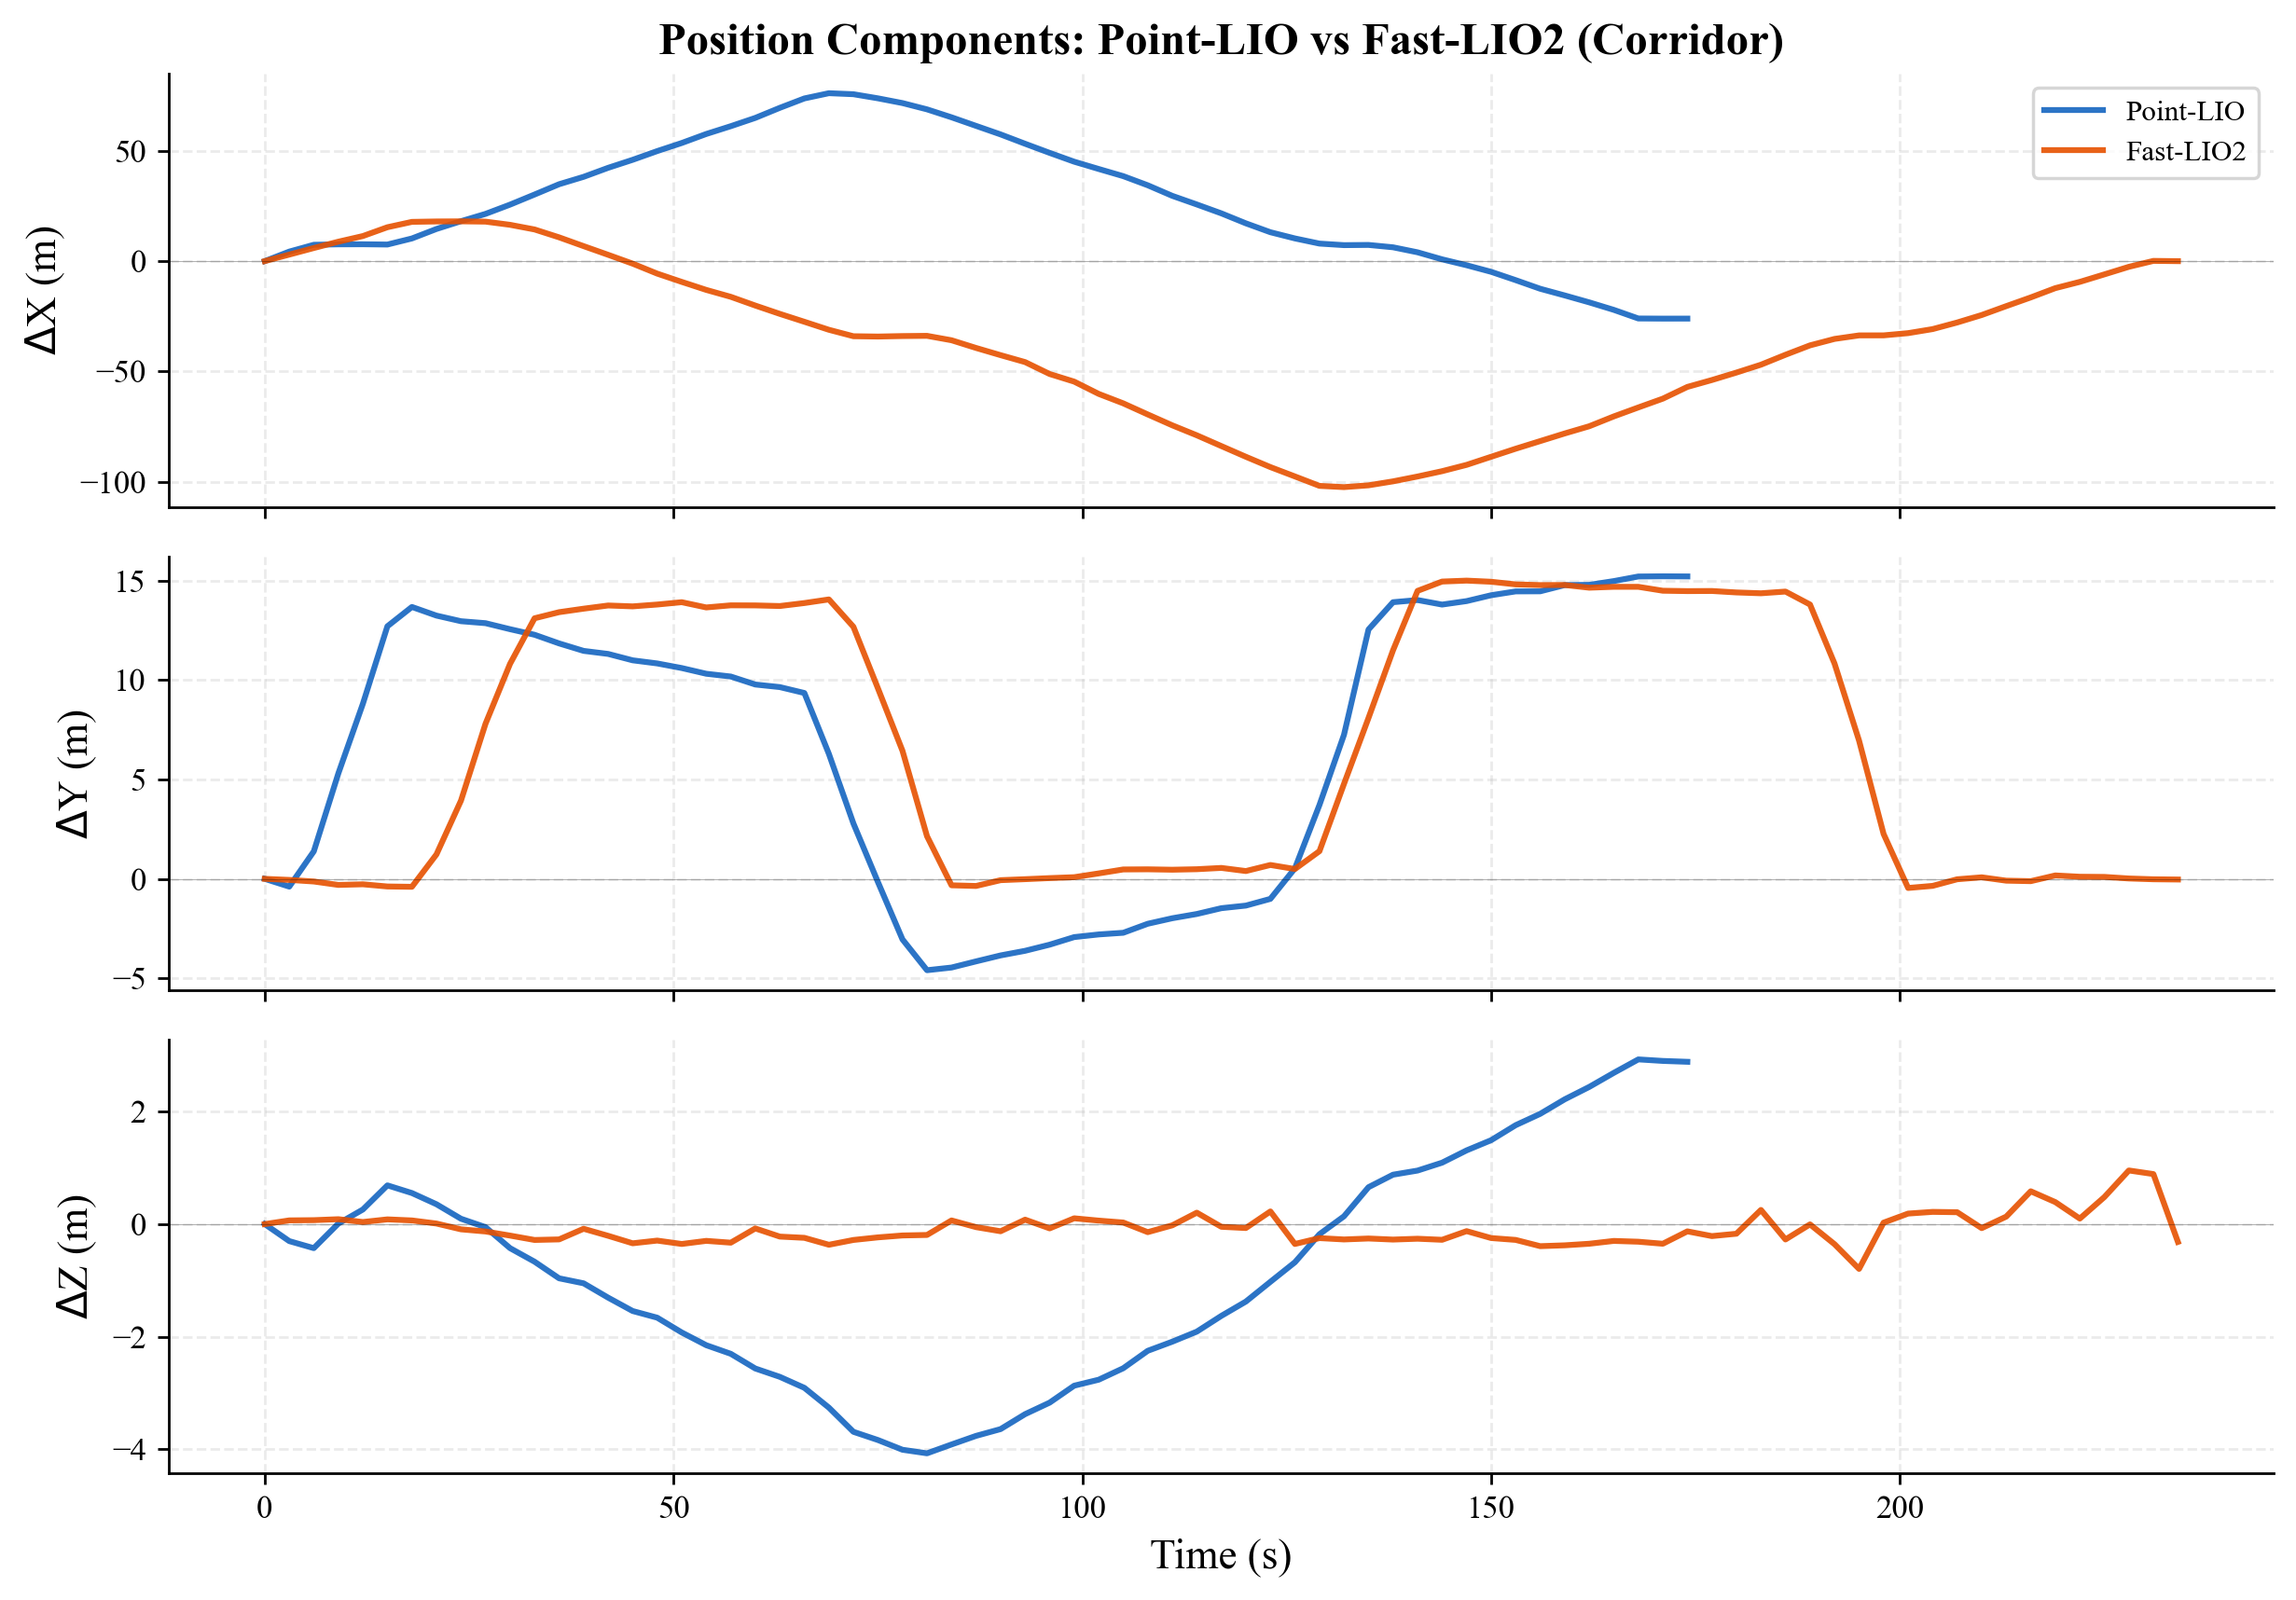 Position Components: Point-LIO vs Fast-LIO2 (Corridor)
Point-LIO
Fast-LIO2
ΔX (m)
50
0
−50
−100
ΔY (m)
15
10
5
0
−5
ΔZ (m)
2
0
−2
−4
0 50 100 150 200
Time (s)